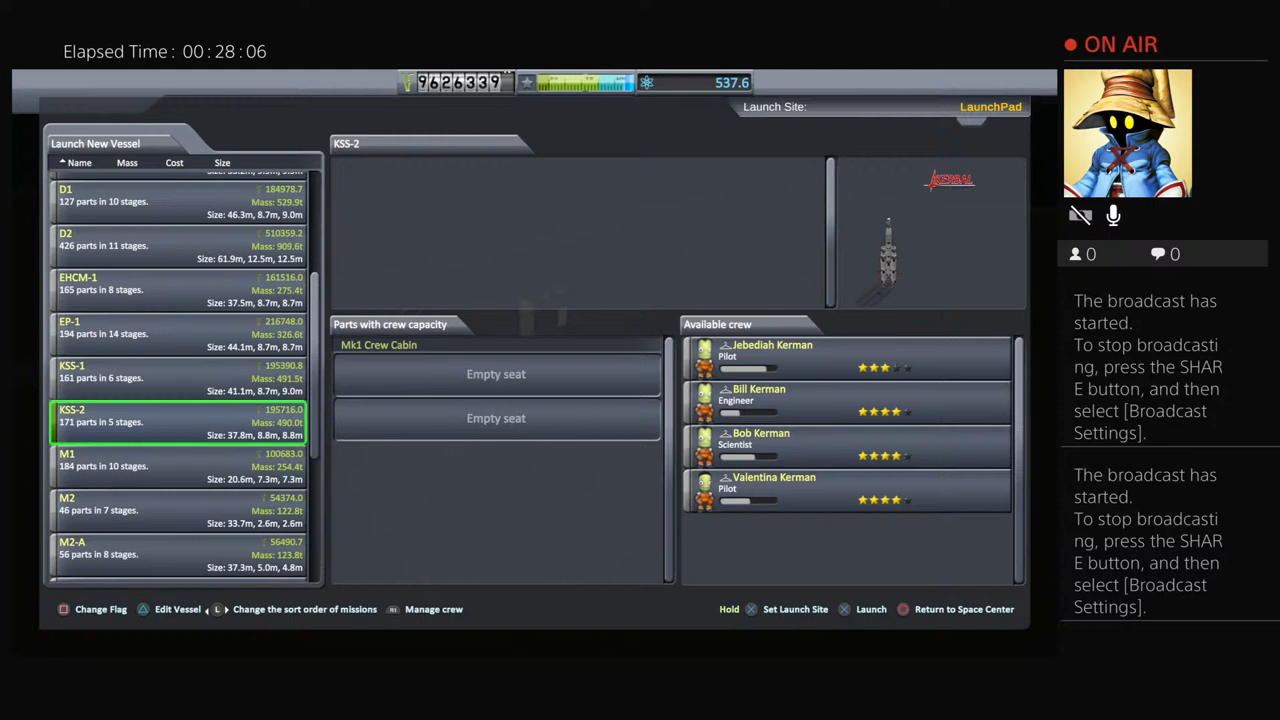 Elapsed Time : 00 : 28 : 06
ON AIR
9626339
537.6
Launch Site:
LaunchPad
Launch New Vessel
KSS-2
Name Mass Cost Size
KERBAL
D1 184978.7
127 parts in 10 stages. Mass: 529.9t
Size: 46.3m, 8.7m, 9.0m
D2 510359.2
426 parts in 11 stages. Mass: 909.6t
Size: 61.9m, 12.5m, 12.5m
EHCM-1 161516.0
165 parts in 8 stages. Mass: 275.4t
Size: 37.5m, 8.7m, 8.7m
EP-1 216748.0
194 parts in 14 stages. Mass: 326.6t
Size: 44.1m, 8.7m, 8.7m
KSS-1 195390.8
161 parts in 6 stages. Mass: 491.5t
Size: 41.1m, 8.7m, 9.0m
KSS-2 195716.0
171 parts in 5 stages. Mass: 490.0t
Size: 37.8m, 8.8m, 8.8m
M1 100683.0
184 parts in 10 stages. Mass: 254.4t
Size: 20.6m, 7.3m, 7.3m
M2 54374.0
46 parts in 7 stages. Mass: 122.8t
Size: 33.7m, 2.6m, 2.6m
M2-A 56490.7
56 parts in 8 stages. Mass: 123.8t
Size: 37.3m, 5.0m, 4.8m
Parts with crew capacity
Mk1 Crew Cabin
Empty seat
Empty seat
Available crew
Jebediah Kerman
Pilot
Bill Kerman
Engineer
Bob Kerman
Scientist
Valentina Kerman
Pilot
Change Flag Edit Vessel L Change the sort order of missions R1 Manage crew
Hold Set Launch Site Launch Return to Space Center
0 0
The broadcast has
started.
To stop broadcasti
ng, press the SHAR
E button, and then
select [Broadcast
Settings].
The broadcast has
started.
To stop broadcasti
ng, press the SHAR
E button, and then
select [Broadcast
Settings].